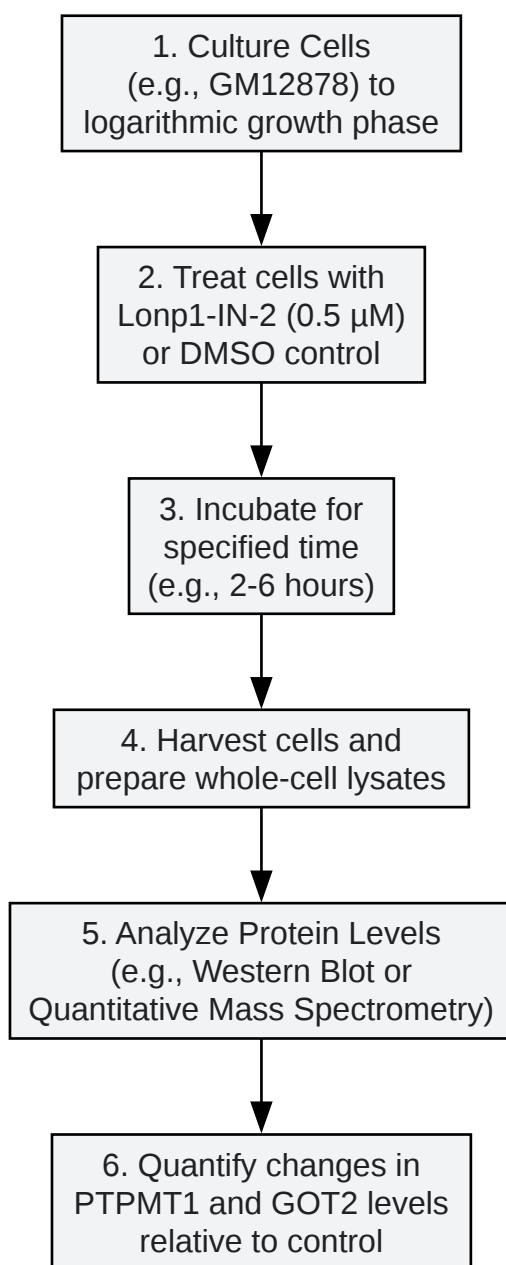 1. Culture Cells
(e.g., GM12878) to
logarithmic growth phase
2. Treat cells with
Lonp1-IN-2 (0.5 µM)
or DMSO control
3. Incubate for
specified time
(e.g., 2-6 hours)
4. Harvest cells and
prepare whole-cell lysates
5. Analyze Protein Levels
(e.g., Western Blot or
Quantitative Mass Spectrometry)
6. Quantify changes in
PTPMT1 and GOT2 levels
relative to control